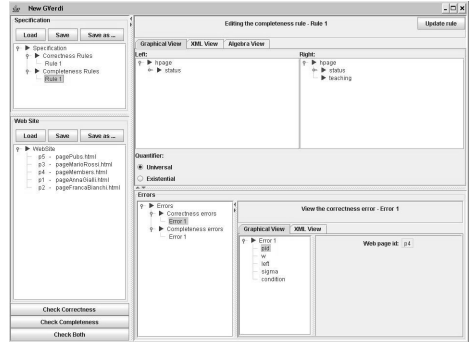 New GVerdi
Specification
Load Save Save as ...
Specification
Correctness Rules
Rule 1
Completeness Rules
Rule 1
Web Site
Load Save Save as ...
WebSite
p5 - pagePubs.html
p3 - pageMarioRossi.html
p4 - pageMembers.html
p1 - pageAnnaGialli.html
p2 - pageFrancaBianchi.html
Check Correctness
Check Completeness
Check Both
Editing the completeness rule - Rule 1
Update rule
Graphical View XML View Algebra View
Left:
hpage
status
Right:
hpage
status
teaching
Quantifier:
Universal
Existential
Errors
Errors
Correctness errors
Error 1
Completeness errors
Error 1
View the correctness error - Error 1
Graphical View XML View
Error 1
pid
w
left
sigma
condition
Web page id: p4